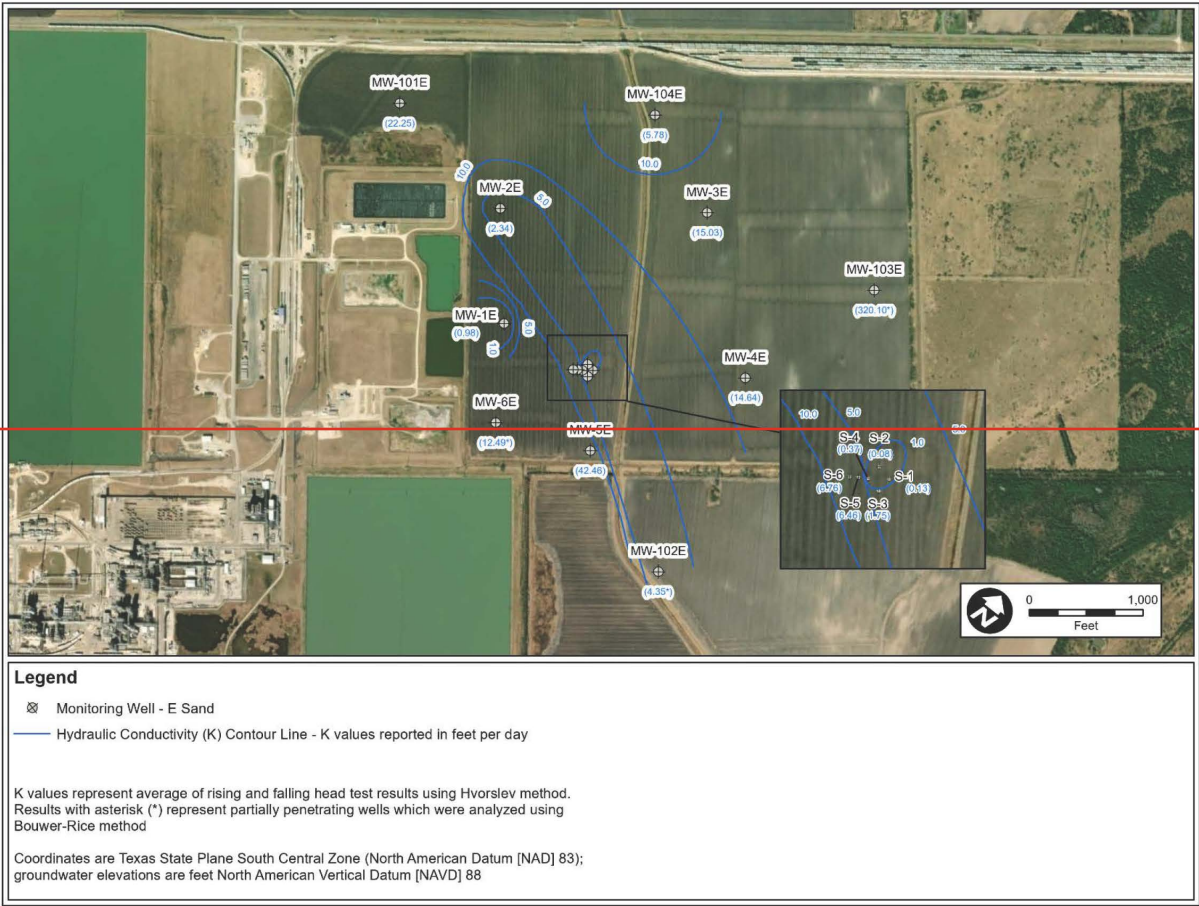 MW-101E
(22.25)
MW-104E
(5.78)
10.0
10.0
MW-2E
(2.34)
5.0
MW-3E
(15.03)
MW-103E
(320.10*)
MW-1E
(0.98)
1.0
5.0
MW-4E
(14.64)
MW-6E
(12.49*)
MW-5E
(42.46)
MW-102E
(4.35*)
10.0
5.0
5.0
S-4
(0.37)
S-2
(0.08)
1.0
S-6
(6.76)
S-1
(0.13)
S-5
(6.46)
S-3
(1.75)
N
0 1,000
Feet
Legend
Monitoring Well - E Sand
Hydraulic Conductivity (K) Contour Line - K values reported in feet per day
K values represent average of rising and falling head test results using Hvorslev method.
Results with asterisk (*) represent partially penetrating wells which were analyzed using
Bouwer-Rice method
Coordinates are Texas State Plane South Central Zone (North American Datum [NAD] 83);
groundwater elevations are feet North American Vertical Datum [NAVD] 88